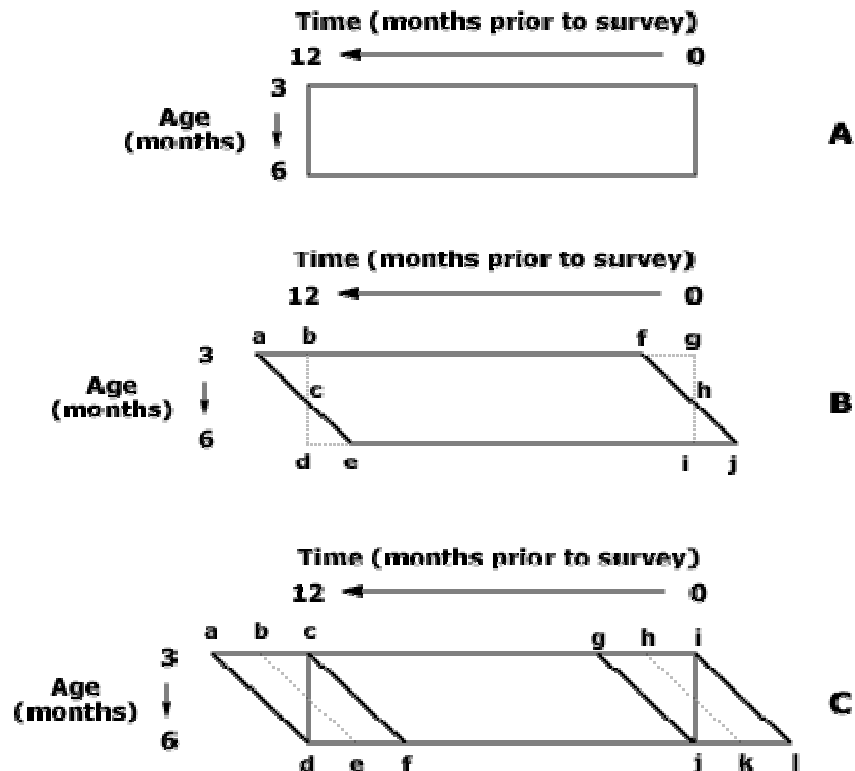 Time (months prior to survey)
12 0
3
Age
(months)
6
A
Time (months prior to survey)
12 0
a b f g
3
Age
(months)
c h
B
6
d e i j
Time (months prior to survey)
12 0
a b c g h i
3
Age
(months)
C
6
d e f j k l